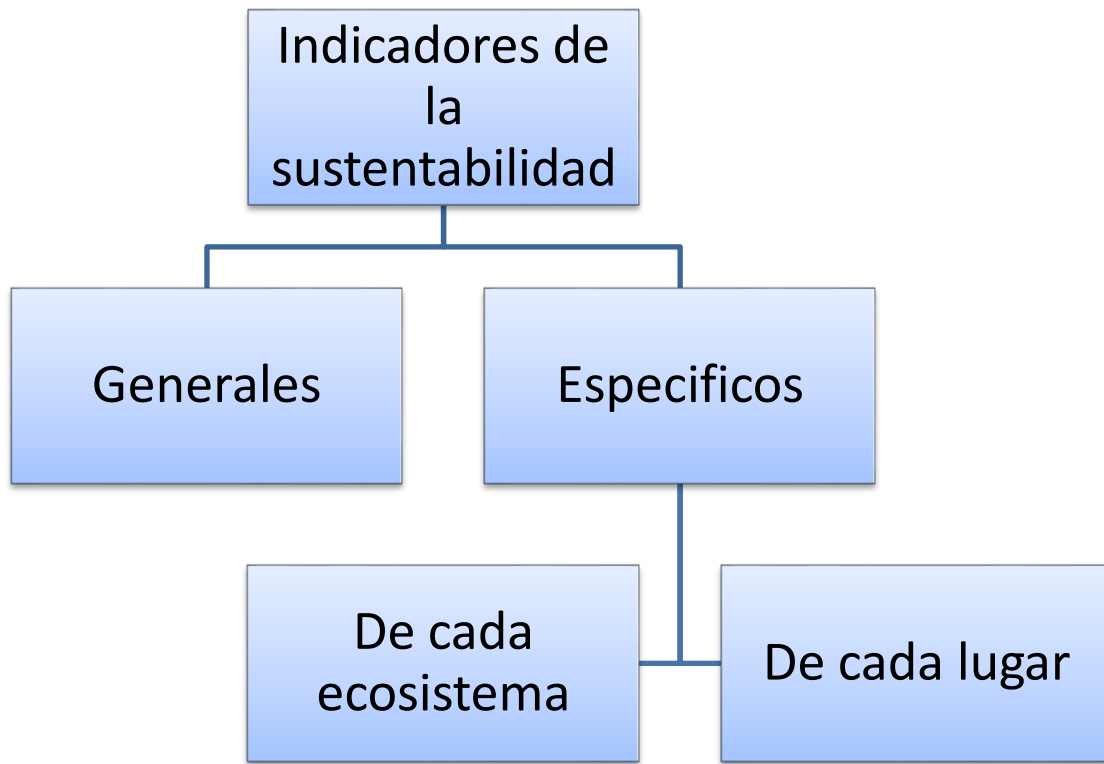 Indicadores de
la
sustentabilidad
Generales
Especificos
De cada
ecosistema
De cada lugar